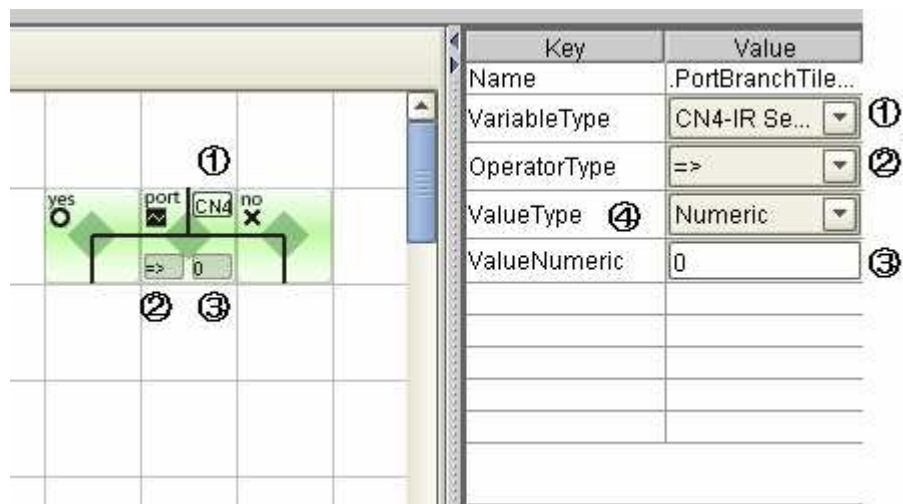 ①
yes port CN4 no
=> 0
② ③
Key Value
Name .PortBranchTile...
VariableType CN4-IR Se... ①
OperatorType => ②
ValueType ④ Numeric
ValueNumeric 0 ③